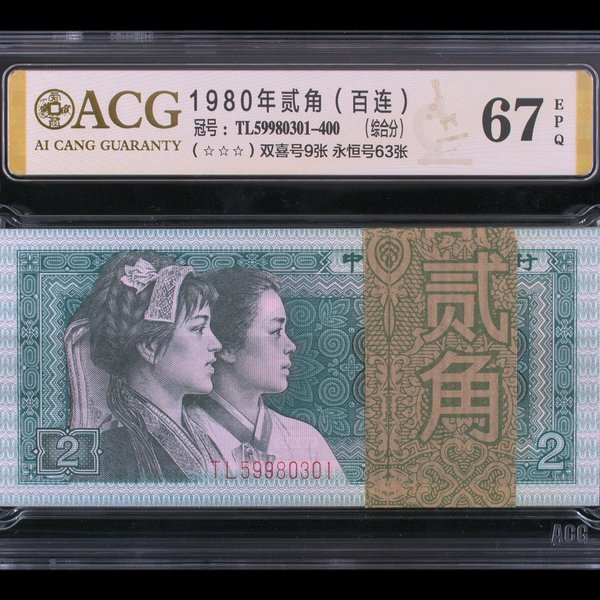 ACG
AI CANG GUARANTY
1980年贰角（百连）
冠号：TL59980301-400 （综合分）
（☆☆☆）双喜号9张 永恒号63张
67
EPQ
中
行
贰角
2
TL59980301
2
ACG